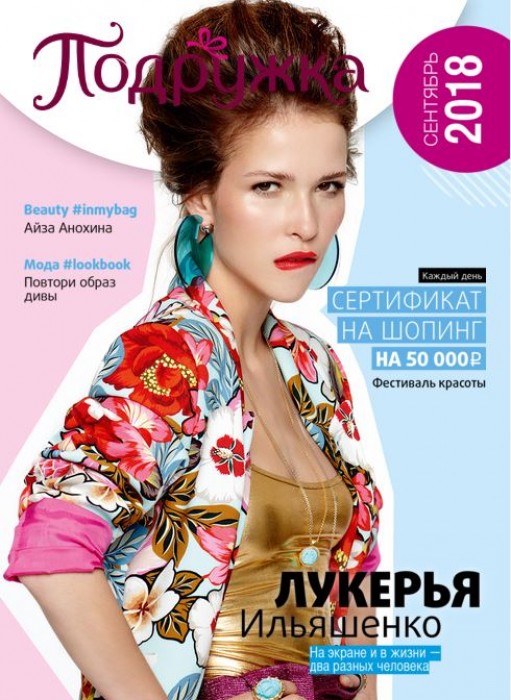 Подружка
СЕНТЯБРЬ
2018
Beauty #inmybag
Айза Анохина
Мода #lookbook
Повтори образ
дивы
Каждый день
СЕРТИФИКАТ
НА ШОПИНГ
НА 50 000₽
Фестиваль красоты
ЛУКЕРЬЯ
Ильяшенко
На экране и в жизни —
два разных человека